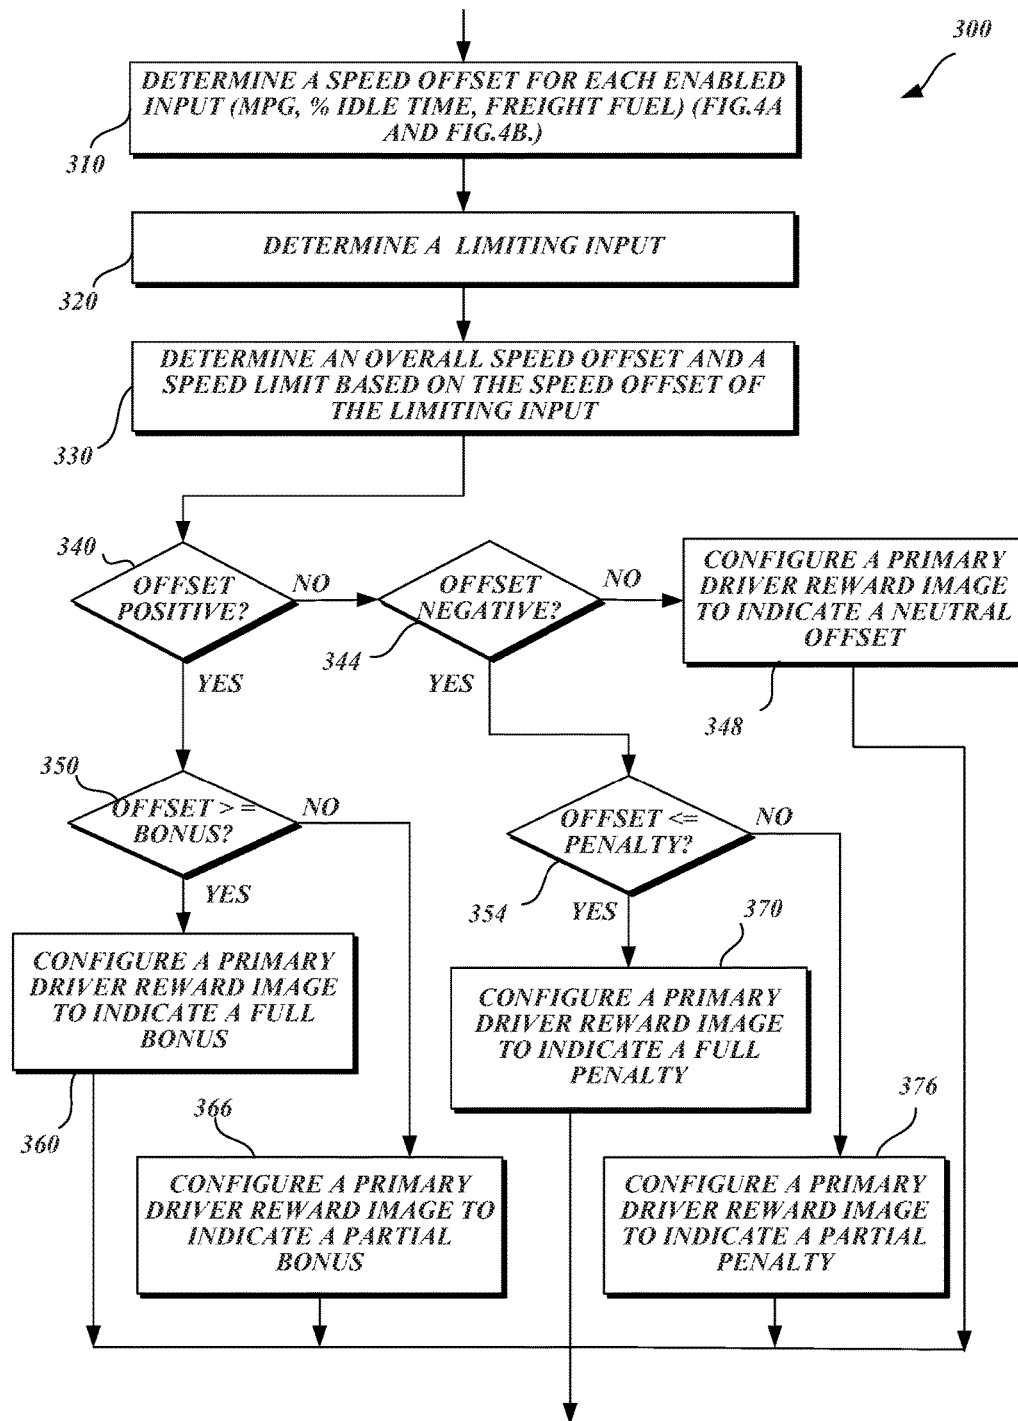 300
DETERMINE A SPEED OFFSET FOR EACH ENABLED
INPUT (MPG, % IDLE TIME, FREIGHT FUEL) (FIG.4A
AND FIG.4B.)
310
DETERMINE A LIMITING INPUT
320
DETERMINE AN OVERALL SPEED OFFSET AND A
SPEED LIMIT BASED ON THE SPEED OFFSET OF
THE LIMITING INPUT
330
340
OFFSET
POSITIVE?
NO
YES
OFFSET
NEGATIVE?
344
NO
YES
CONFIGURE A PRIMARY
DRIVER REWARD IMAGE
TO INDICATE A NEUTRAL
OFFSET
348
350
OFFSET > =
BONUS?
NO
YES
OFFSET <=
PENALTY?
354
NO
YES
CONFIGURE A PRIMARY
DRIVER REWARD IMAGE
TO INDICATE A FULL
BONUS
360
370
CONFIGURE A PRIMARY
DRIVER REWARD IMAGE
TO INDICATE A FULL
PENALTY
366
CONFIGURE A PRIMARY
DRIVER REWARD IMAGE TO
INDICATE A PARTIAL
BONUS
376
CONFIGURE A PRIMARY
DRIVER REWARD IMAGE
TO INDICATE A PARTIAL
PENALTY